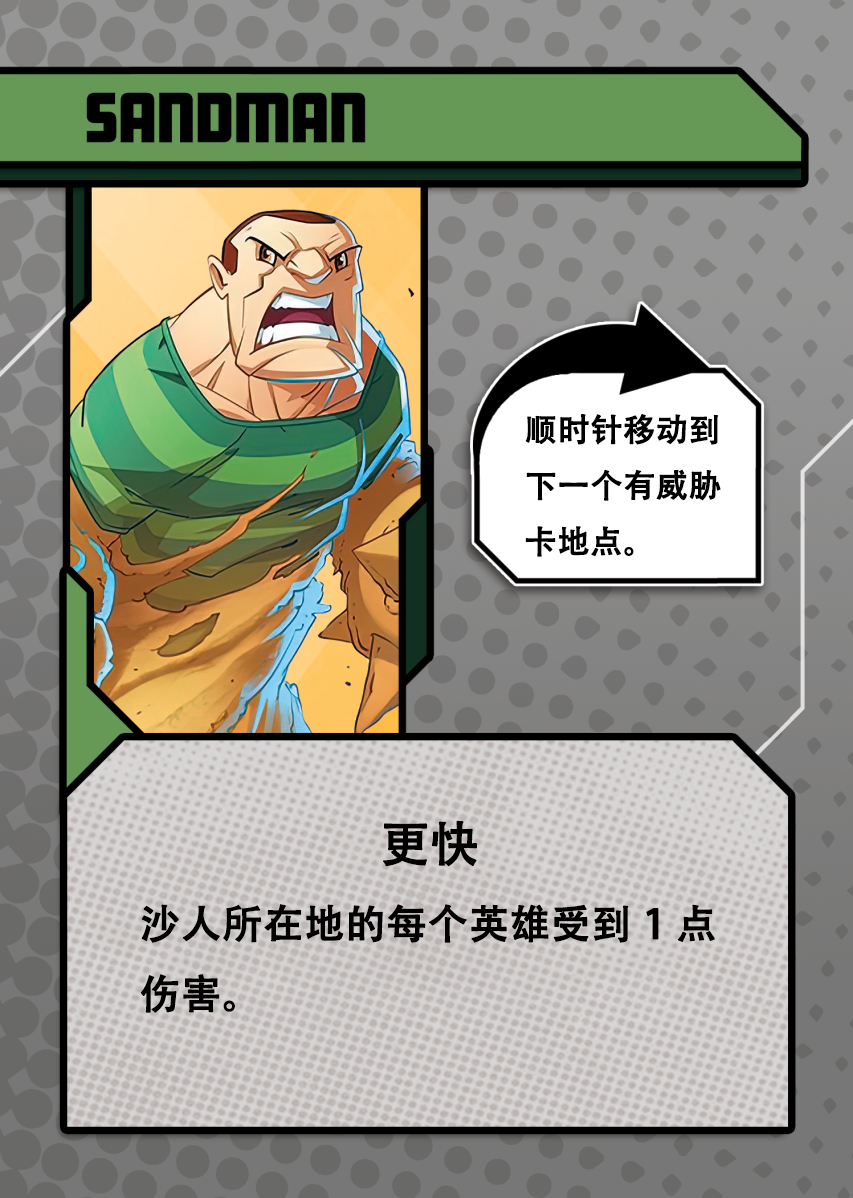 SANDMAN
顺时针移动到
下一个有威胁
卡地点。
更快
沙人所在地的每个英雄受到 1 点
伤害。